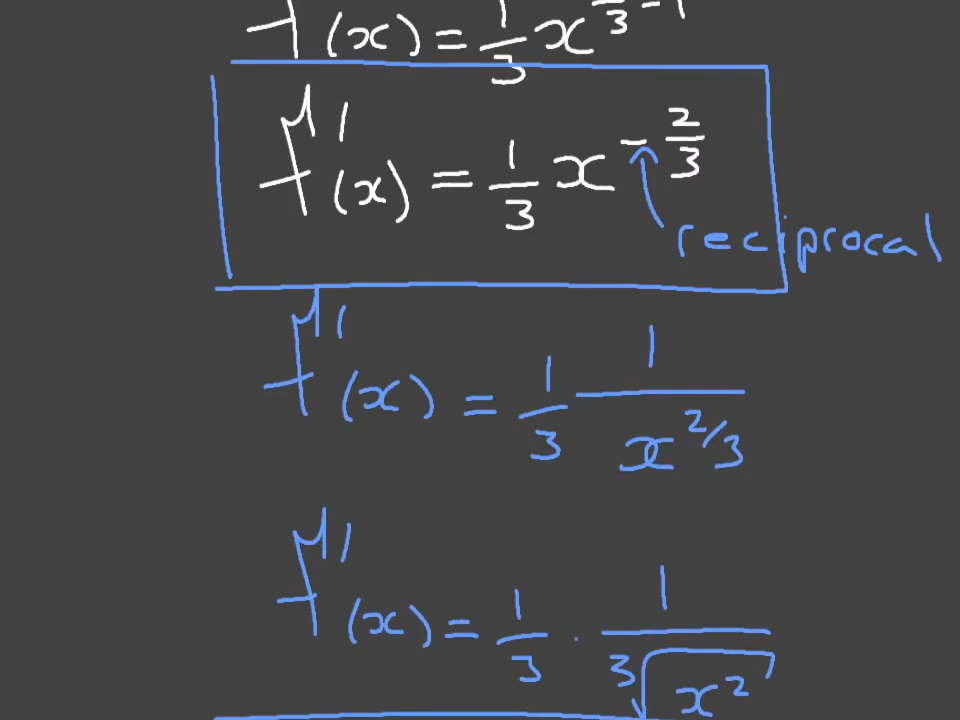 f'(x) = 1/3 x^(1/3 - 1)
f'(x) = 1/3 x^(-2/3)
reciprocal
f'(x) = 1/3 1/x^(2/3)
f'(x) = 1/3 · 1/∛(x²)